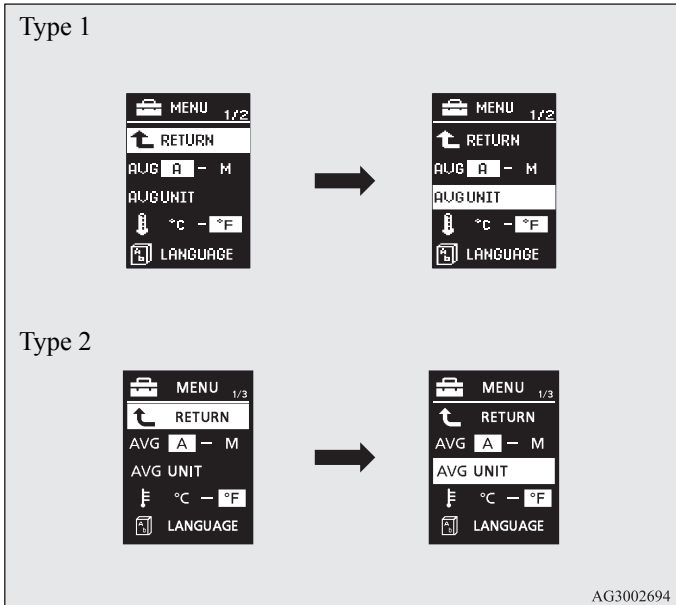 Type 1
MENU 1/2
RETURN
AVG A - M
AVGUNIT
°C - °F
A b LANGUAGE
MENU 1/2
RETURN
AVG A - M
AVGUNIT
°C - °F
A b LANGUAGE
Type 2
MENU 1/3
RETURN
AVG A — M
AVG UNIT
°C — °F
A b LANGUAGE
MENU 1/3
RETURN
AVG A — M
AVG UNIT
°C — °F
A b LANGUAGE
AG3002694